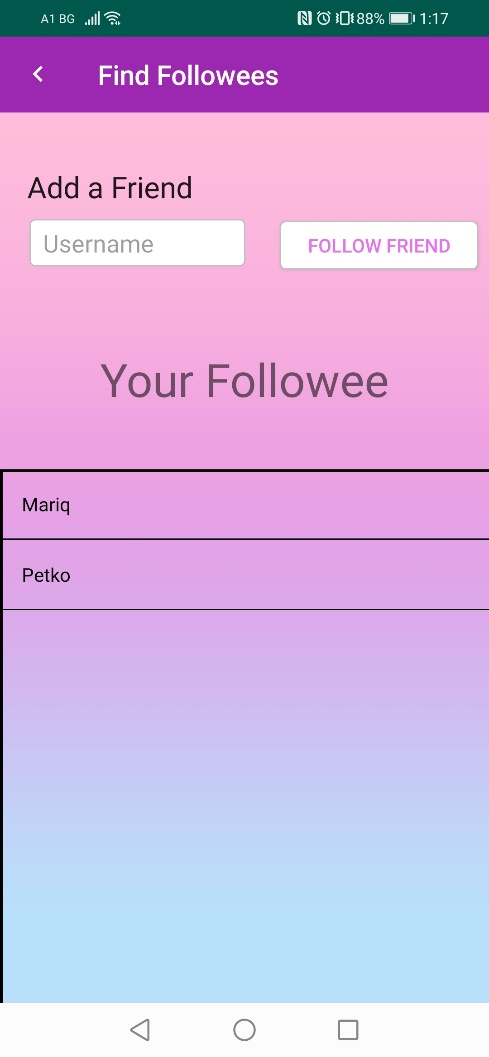 A1 BG 88% 1:17
Find Followees
Add a Friend
Username
FOLLOW FRIEND
Your Followee
Mariq
Petko